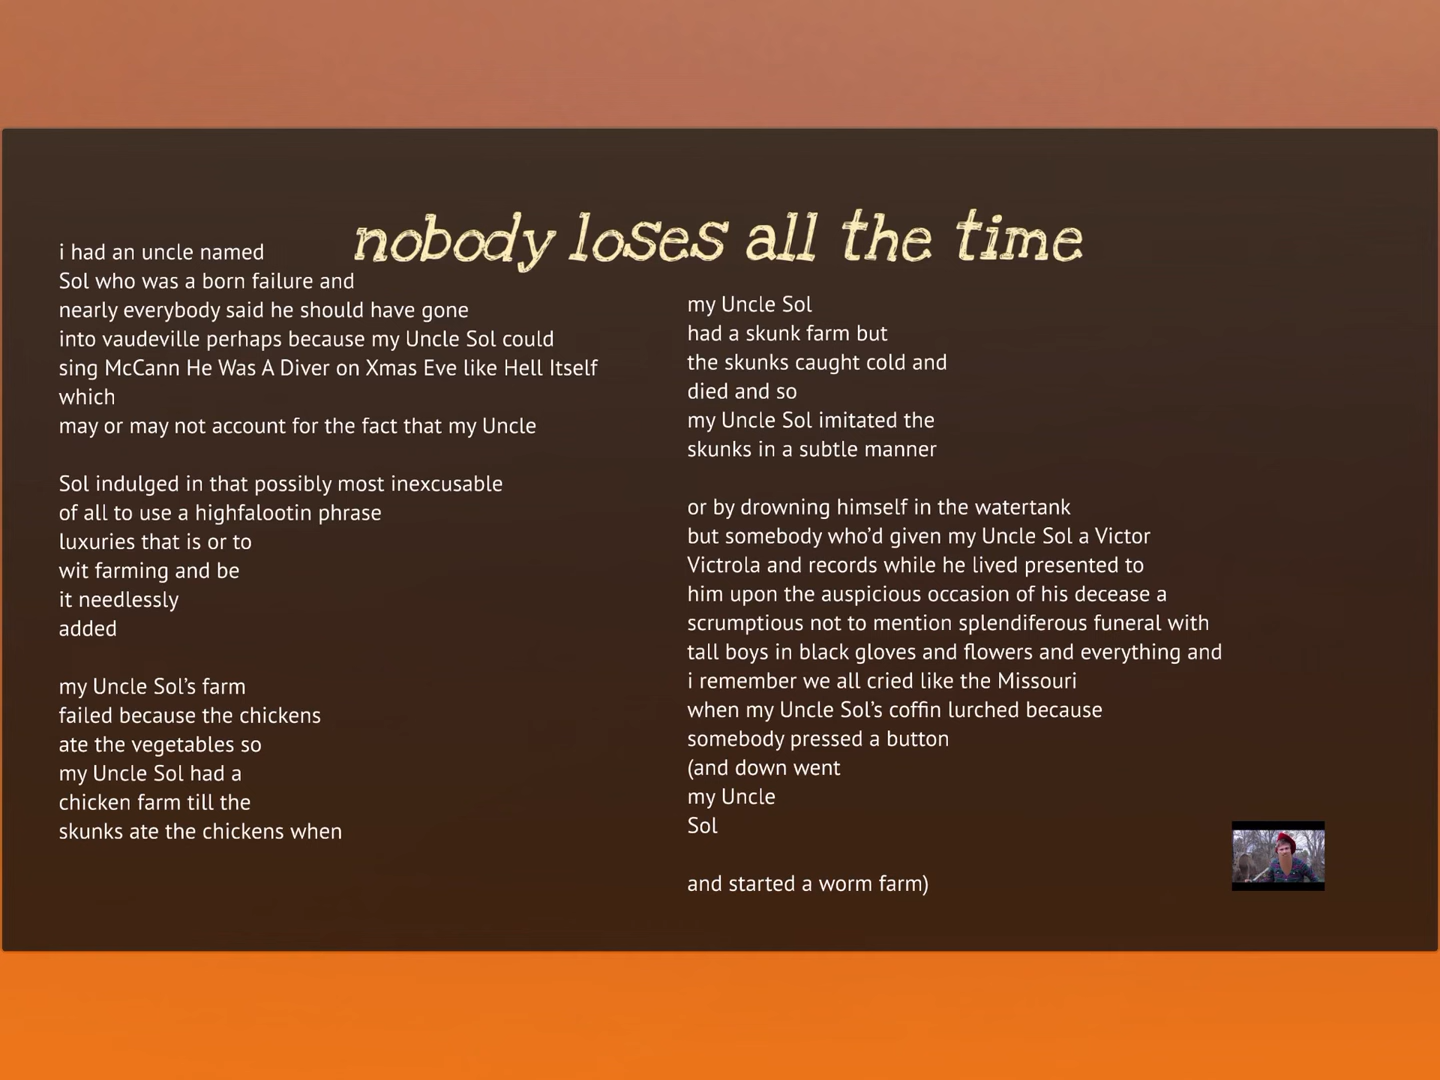 nobody loses all the time
i had an uncle named
Sol who was a born failure and
nearly everybody said he should have gone
into vaudeville perhaps because my Uncle Sol could
sing McCann He Was A Diver on Xmas Eve like Hell Itself
which
may or may not account for the fact that my Uncle
Sol indulged in that possibly most inexcusable
of all to use a highfalootin phrase
luxuries that is or to
wit farming and be
it needlessly
added
my Uncle Sol’s farm
failed because the chickens
ate the vegetables so
my Uncle Sol had a
chicken farm till the
skunks ate the chickens when
my Uncle Sol
had a skunk farm but
the skunks caught cold and
died and so
my Uncle Sol imitated the
skunks in a subtle manner
or by drowning himself in the watertank
but somebody who’d given my Uncle Sol a Victor
Victrola and records while he lived presented to
him upon the auspicious occasion of his decease a
scrumptious not to mention splendiferous funeral with
tall boys in black gloves and flowers and everything and
i remember we all cried like the Missouri
when my Uncle Sol’s coffin lurched because
somebody pressed a button
(and down went
my Uncle
Sol
and started a worm farm)